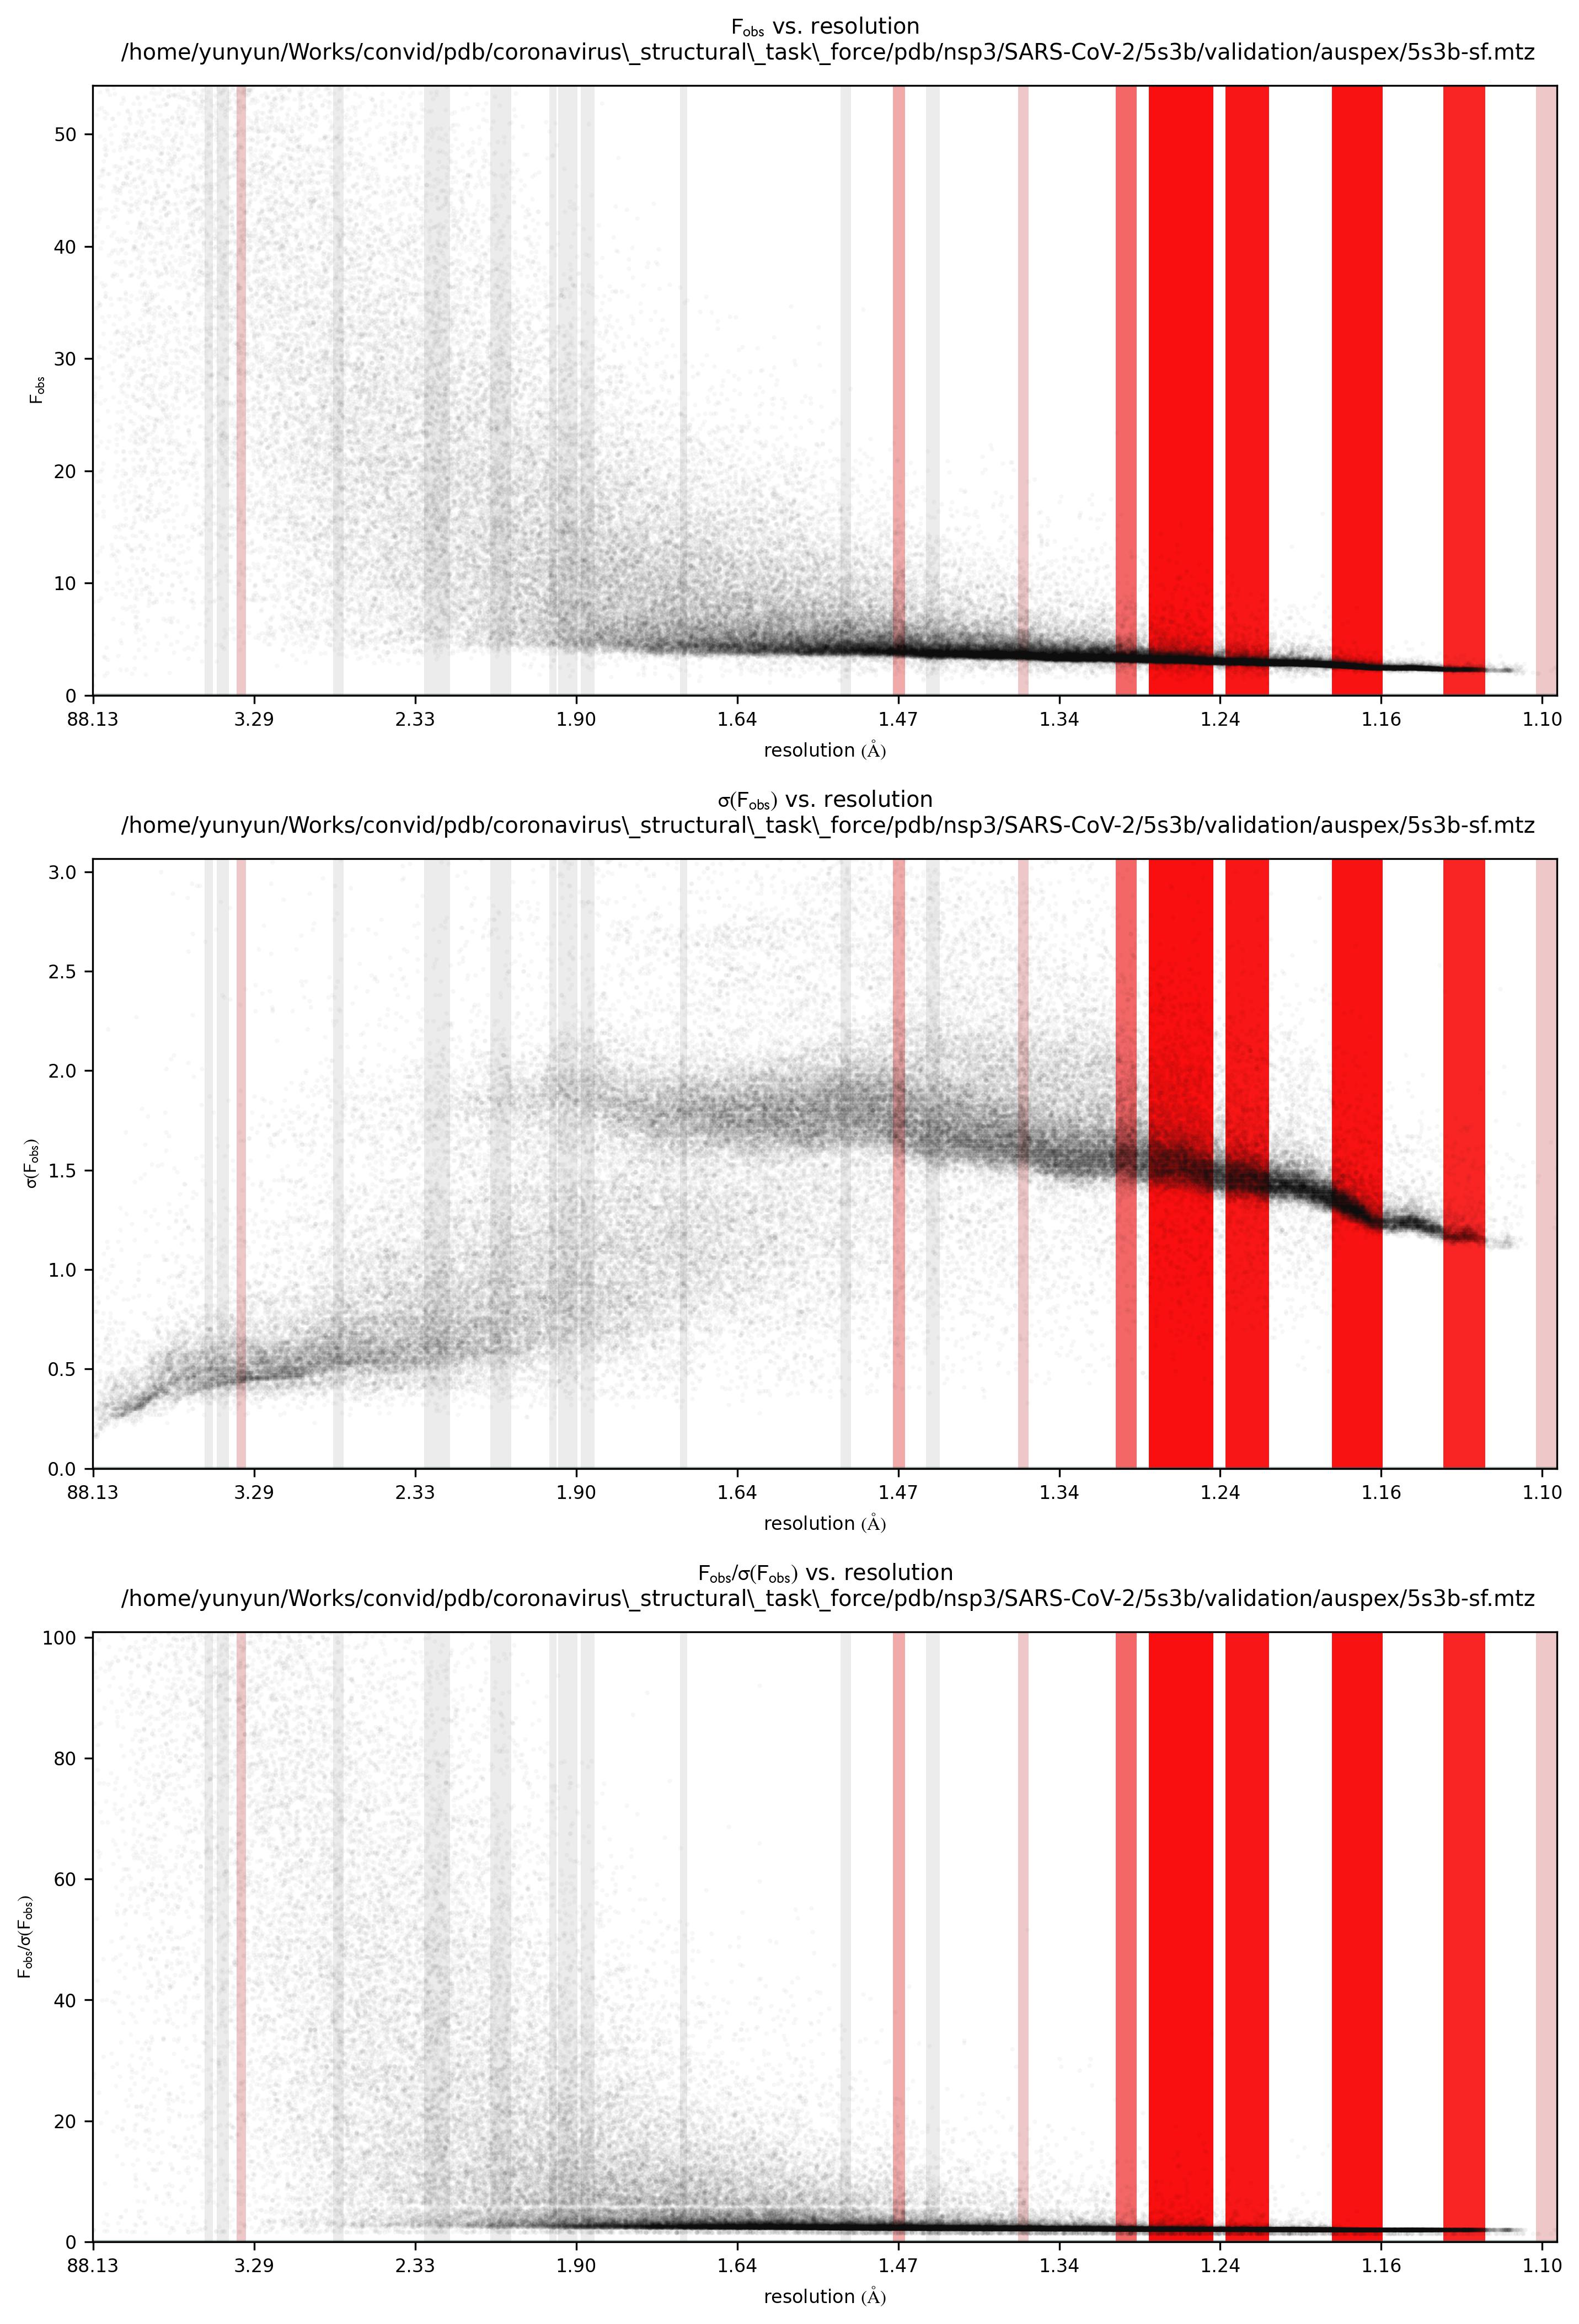 Fobs vs. resolution
/home/yunyun/Works/convid/pdb/coronavirus\_structural\_task\_force/pdb/nsp3/SARS-CoV-2/5s3b/validation/auspex/5s3b-sf.mtz
50
40
30
20
10
0
Fobs
88.13 3.29 2.33 1.90 1.64 1.47 1.34 1.24 1.16 1.10
resolution (Å)
σ(Fobs) vs. resolution
/home/yunyun/Works/convid/pdb/coronavirus\_structural\_task\_force/pdb/nsp3/SARS-CoV-2/5s3b/validation/auspex/5s3b-sf.mtz
3.0
2.5
2.0
1.5
1.0
0.5
0.0
σ(Fobs)
88.13 3.29 2.33 1.90 1.64 1.47 1.34 1.24 1.16 1.10
resolution (Å)
Fobs/σ(Fobs) vs. resolution
/home/yunyun/Works/convid/pdb/coronavirus\_structural\_task\_force/pdb/nsp3/SARS-CoV-2/5s3b/validation/auspex/5s3b-sf.mtz
100
80
60
40
20
0
Fobs/σ(Fobs)
88.13 3.29 2.33 1.90 1.64 1.47 1.34 1.24 1.16 1.10
resolution (Å)